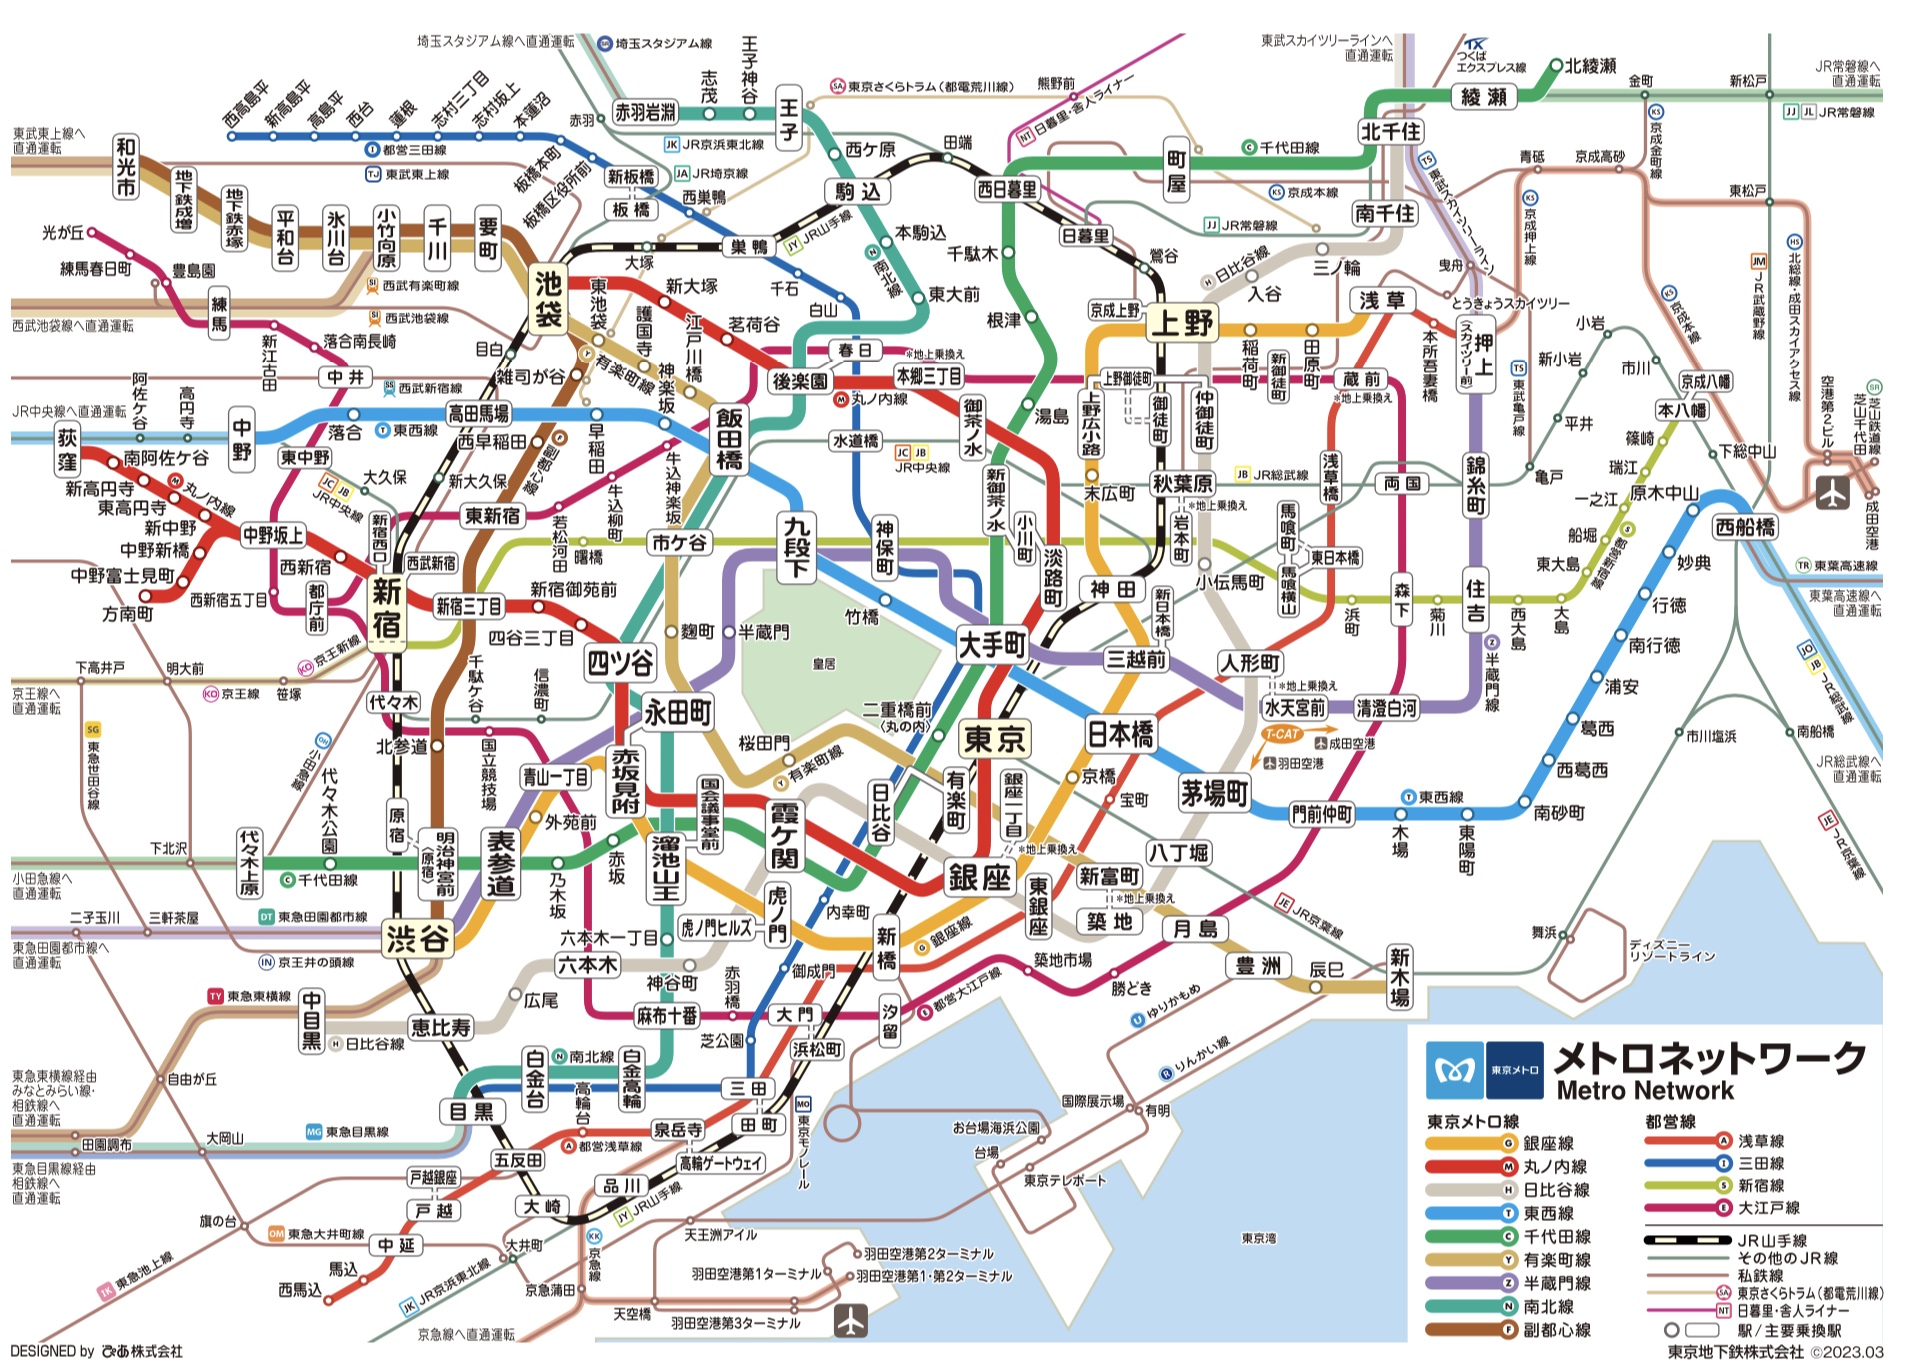 埼玉スタジアム線へ直通運転
埼玉スタジアム線
東武スカイツリーラインへ
直通運転
つくば
エクスプレス線
北綾瀬
JR常磐線へ
直通運転
JR常磐線
金町
新松戸
綾瀬
北千住
西高島平
新高島平
高島平
西台
蓮根
志村三丁目
志村坂上
本蓮沼
板橋本町
板橋区役所前
都営三田線
東武東上線
東武東上線へ
直通運転
赤羽
赤羽岩淵
志茂
王子神谷
王子
東京さくらトラム(都電荒川線)
熊野前
日暮里・舎人ライナー
JR京浜東北線
JR埼京線
西ケ原
田端
駒込
西日暮里
町屋
千代田線
京成本線
JR常磐線
南千住
東武スカイツリーライン
青砥
京成高砂
京成金町線
東松戸
和光市
地下鉄成増
地下鉄赤塚
平和台
氷川台
小竹向原
千川
要町
新板橋
板橋
西巣鴨
巣鴨
JR山手線
大塚
千石
白山
本駒込
南北線
東大前
千駄木
根津
湯島
日暮里
鶯谷
日比谷線
入谷
三ノ輪
京成上野
上野
稲荷町
田原町
浅草
本所吾妻橋
押上
〈スカイツリー前〉
曳舟
とうきょうスカイツリー
京成押上線
北総線・成田スカイアクセス線
JR武蔵野線
京成本線
光が丘
練馬春日町
豊島園
練馬
新江古田
落合南長崎
中井
西武有楽町線
西武池袋線
西武池袋線へ直通運転
西武新宿線
池袋
東池袋
護国寺
江戸川橋
有楽町線
新大塚
茗荷谷
後楽園
丸ノ内線
春日
*地上乗換え
本郷三丁目
上野御徒町
上野広小路
御徒町
仲御徒町
新御徒町
蔵前
*地上乗換え
目白
雑司が谷
神楽坂
飯田橋
水道橋
JR中央線
御茶ノ水
新御茶ノ水
末広町
秋葉原
*地上乗換え
岩本町
JR総武線
浅草橋
両国
錦糸町
亀戸
平井
新小岩
小岩
市川
東武亀戸線
本八幡
京成八幡
下総中山
篠崎
瑞江
一之江
船堀
東大島
大島
西大島
都営新宿線
原木中山
西船橋
空港第2ビル
芝山千代田
芝山鉄道線
成田空港
東葉高速線
東葉高速線へ
直通運転
JR中央線へ直通運転
荻窪
阿佐ケ谷
高円寺
中野
落合
東西線
高田馬場
西早稲田
早稲田
副都心線
南阿佐ケ谷
新高円寺
東高円寺
丸ノ内線
新中野
中野新橋
中野富士見町
方南町
中野坂上
東中野
JR中央線
大久保
新大久保
西新宿
新宿西口
西武新宿
東新宿
若松河田
牛込柳町
牛込神楽坂
市ケ谷
曙橋
九段下
神保町
小川町
淡路町
神田
小伝馬町
馬喰町
東日本橋
馬喰横山
浜町
森下
菊川
住吉
半蔵門線
新宿
西新宿五丁目
都庁前
新宿三丁目
新宿御苑前
四谷三丁目
四ツ谷
麴町
半蔵門
竹橋
皇居
大手町
新日本橋
三越前
人形町
*地上乗換え
水天宮前
清澄白河
T-CAT
成田空港
羽田空港
妙典
行徳
南行徳
浦安
葛西
西葛西
南砂町
東陽町
木場
東西線
門前仲町
茅場町
日本橋
京橋
宝町
東京
二重橋前
〈丸の内〉
下高井戸
明大前
笹塚
京王新線
京王線
京王線へ
直通運転
東急世田谷線
代々木
北参道
千駄ケ谷
信濃町
国立競技場
青山一丁目
永田町
赤坂見附
桜田門
有楽町線
日比谷
有楽町
銀座一丁目
*地上乗換え
銀座
八丁堀
新富町
*地上乗換え
築地
東銀座
月島
豊洲
辰巳
新木場
JR京葉線
舞浜
ディズニー
リゾートライン
市川塩浜
南船橋
JR総武線
JR総武線へ
直通運転
JR京葉線
小田急線
代々木公園
原宿
明治神宮前
〈原宿〉
代々木上原
千代田線
下北沢
小田急線へ
直通運転
表参道
外苑前
乃木坂
赤坂
溜池山王
国会議事堂前
霞ケ関
虎ノ門
虎ノ門ヒルズ
内幸町
新橋
銀座線
二子玉川
三軒茶屋
東急田園都市線
東急田園都市線へ
直通運転
渋谷
京王井の頭線
六本木一丁目
六本木
神谷町
御成門
赤羽橋
築地市場
勝どき
汐留
都営大江戸線
大門
浜松町
芝公園
麻布十番
広尾
恵比寿
中目黒
日比谷線
東急東横線
東急東横線経由
みなとみらい線・
相鉄線へ
直通運転
自由が丘
田園調布
東急目黒線
東急目黒線経由
相鉄線へ
直通運転
大岡山
目黒
白金台
南北線
白金高輪
高輪台
三田
田町
泉岳寺
高輪ゲートウェイ
都営浅草線
五反田
戸越銀座
戸越
大崎
品川
JR山手線
東京モノレール
中延
東急大井町線
旗の台
東急池上線
馬込
西馬込
大井町
JR京浜東北線
京急線
京急蒲田
京急線へ直通運転
天王洲アイル
天空橋
羽田空港第3ターミナル
羽田空港第1ターミナル
羽田空港第2ターミナル
羽田空港第1・第2ターミナル
ゆりかもめ
りんかい線
国際展示場
有明
お台場海浜公園
台場
東京テレポート
東京湾
東京メトロ
メトロネットワーク
Metro Network
東京メトロ線
G 銀座線
M 丸ノ内線
H 日比谷線
T 東西線
C 千代田線
Y 有楽町線
Z 半蔵門線
N 南北線
F 副都心線
都営線
A 浅草線
I 三田線
S 新宿線
E 大江戸線
JR山手線
その他のJR線
私鉄線
SA 東京さくらトラム(都電荒川線)
NT 日暮里・舎人ライナー
駅/主要乗換駅
東京地下鉄株式会社 ©2023.03
DESIGNED by ぴあ株式会社